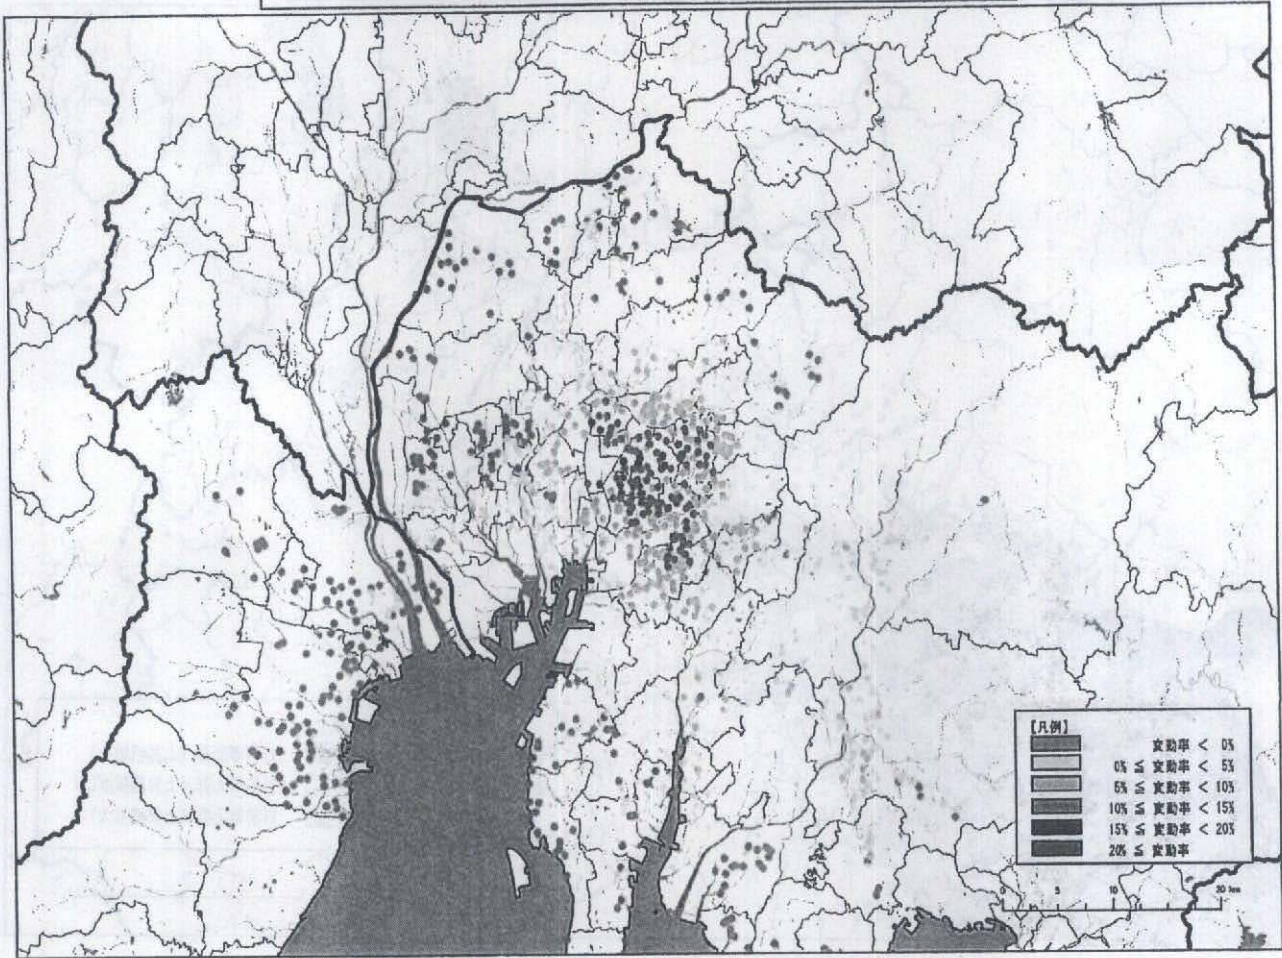 【凡例】
変動率 < 0%
0% ≦ 変動率 < 5%
5% ≦ 変動率 < 10%
10% ≦ 変動率 < 15%
15% ≦ 変動率 < 20%
20% ≦ 変動率
0 5 10 20 km